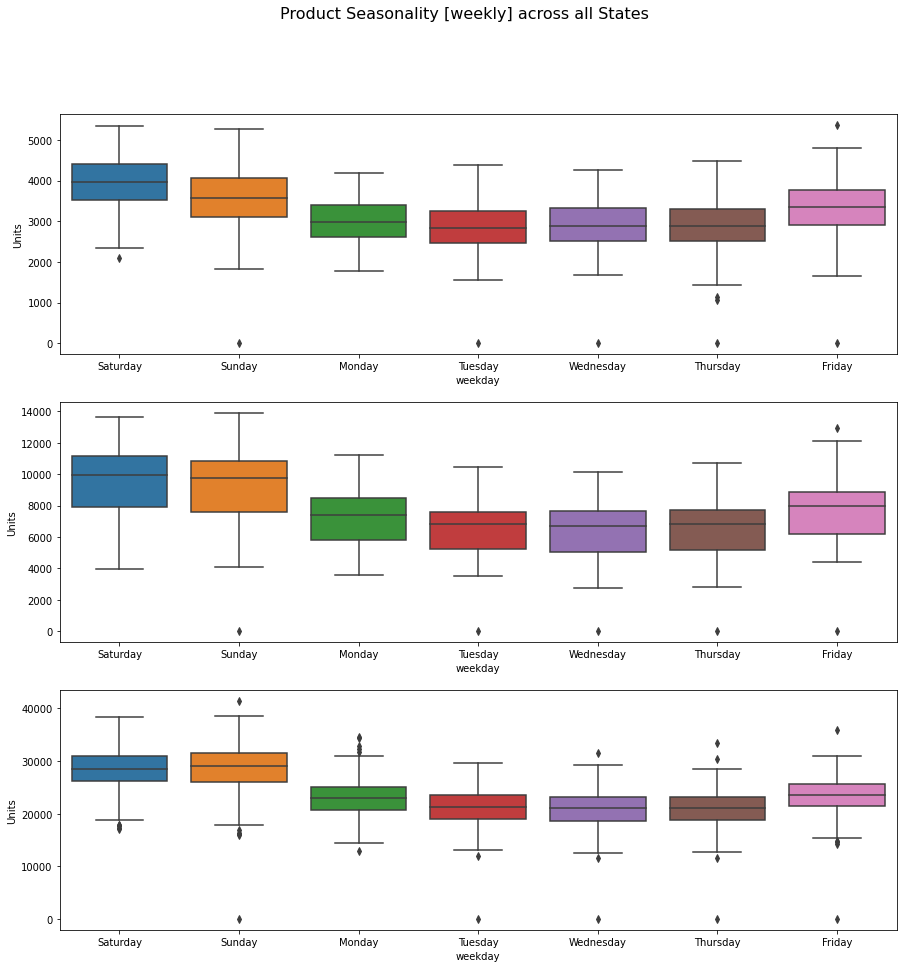 Product Seasonality [weekly] across all States
5000
4000
3000
2000
1000
0
Units
Saturday Sunday Monday Tuesday Wednesday Thursday Friday
weekday
14000
12000
10000
8000
6000
4000
2000
0
Units
Saturday Sunday Monday Tuesday Wednesday Thursday Friday
weekday
40000
30000
20000
10000
0
Units
Saturday Sunday Monday Tuesday Wednesday Thursday Friday
weekday